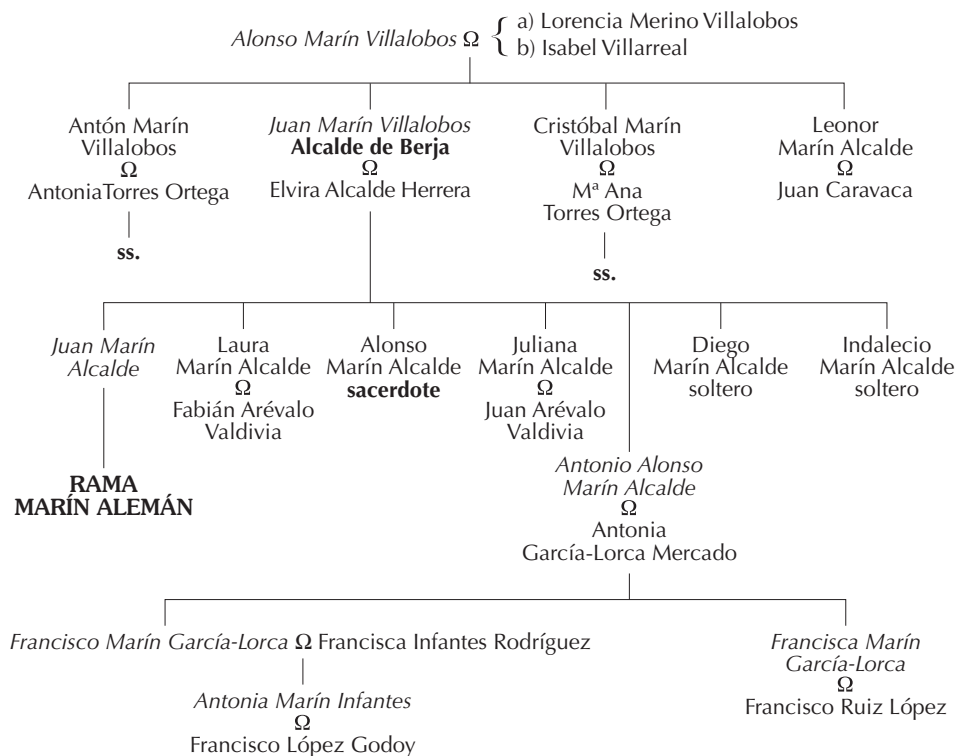 Alonso Marín Villalobos Ω { a) Lorencia Merino Villalobos
b) Isabel Villarreal
Antón Marín
Villalobos
Ω
AntoniaTorres Ortega
ss.
Juan Marín Villalobos
Alcalde de Berja
Ω
Elvira Alcalde Herrera
Cristóbal Marín
Villalobos
Ω
Mª Ana
Torres Ortega
ss.
Leonor
Marín Alcalde
Ω
Juan Caravaca
Juan Marín
Alcalde
RAMA
MARÍN ALEMÁN
Laura
Marín Alcalde
Ω
Fabián Arévalo
Valdivia
Alonso
Marín Alcalde
sacerdote
Juliana
Marín Alcalde
Ω
Juan Arévalo
Valdivia
Antonio Alonso
Marín Alcalde
Ω
Antonia
García-Lorca Mercado
Diego
Marín Alcalde
soltero
Indalecio
Marín Alcalde
soltero
Francisco Marín García-Lorca Ω Francisca Infantes Rodríguez
Antonia Marín Infantes
Ω
Francisco López Godoy
Francisca Marín
García-Lorca
Ω
Francisco Ruiz López